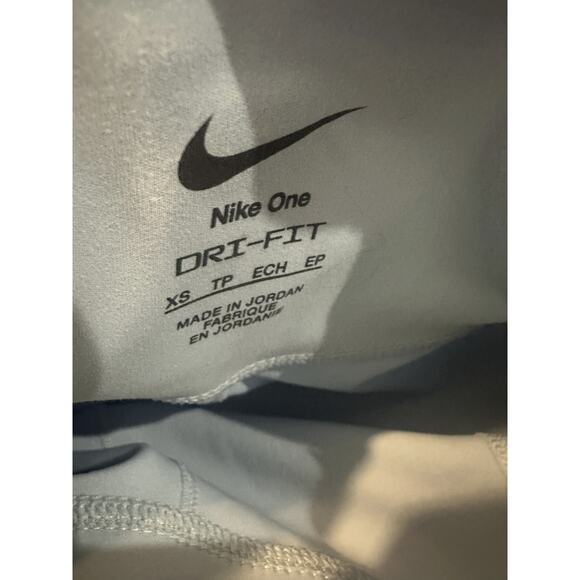 Nike One
DRI-FIT
XS TP ECH EP
MADE IN JORDAN
FABRIQUE
EN JORDANIE